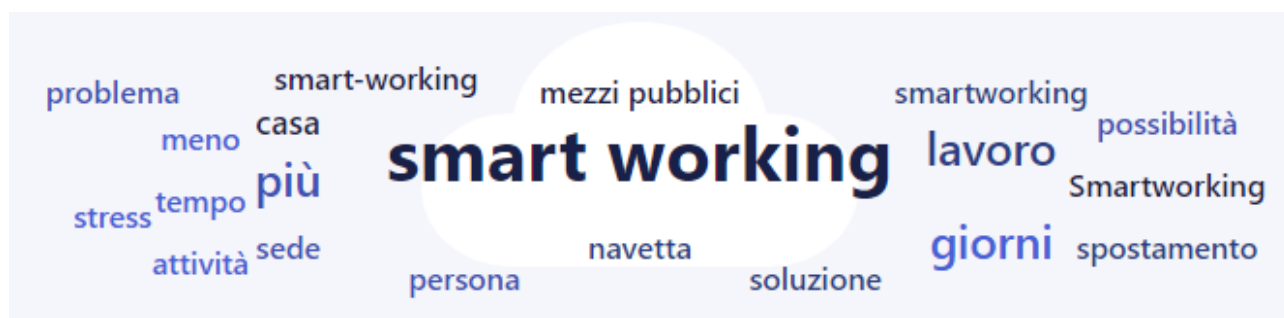 smart-working
problema
mezzi pubblici
smartworking
casa
possibilità
meno
smart working
lavoro
più
Smartworking
tempo
stress
giorni
sede
navetta
spostamento
attività
persona
soluzione